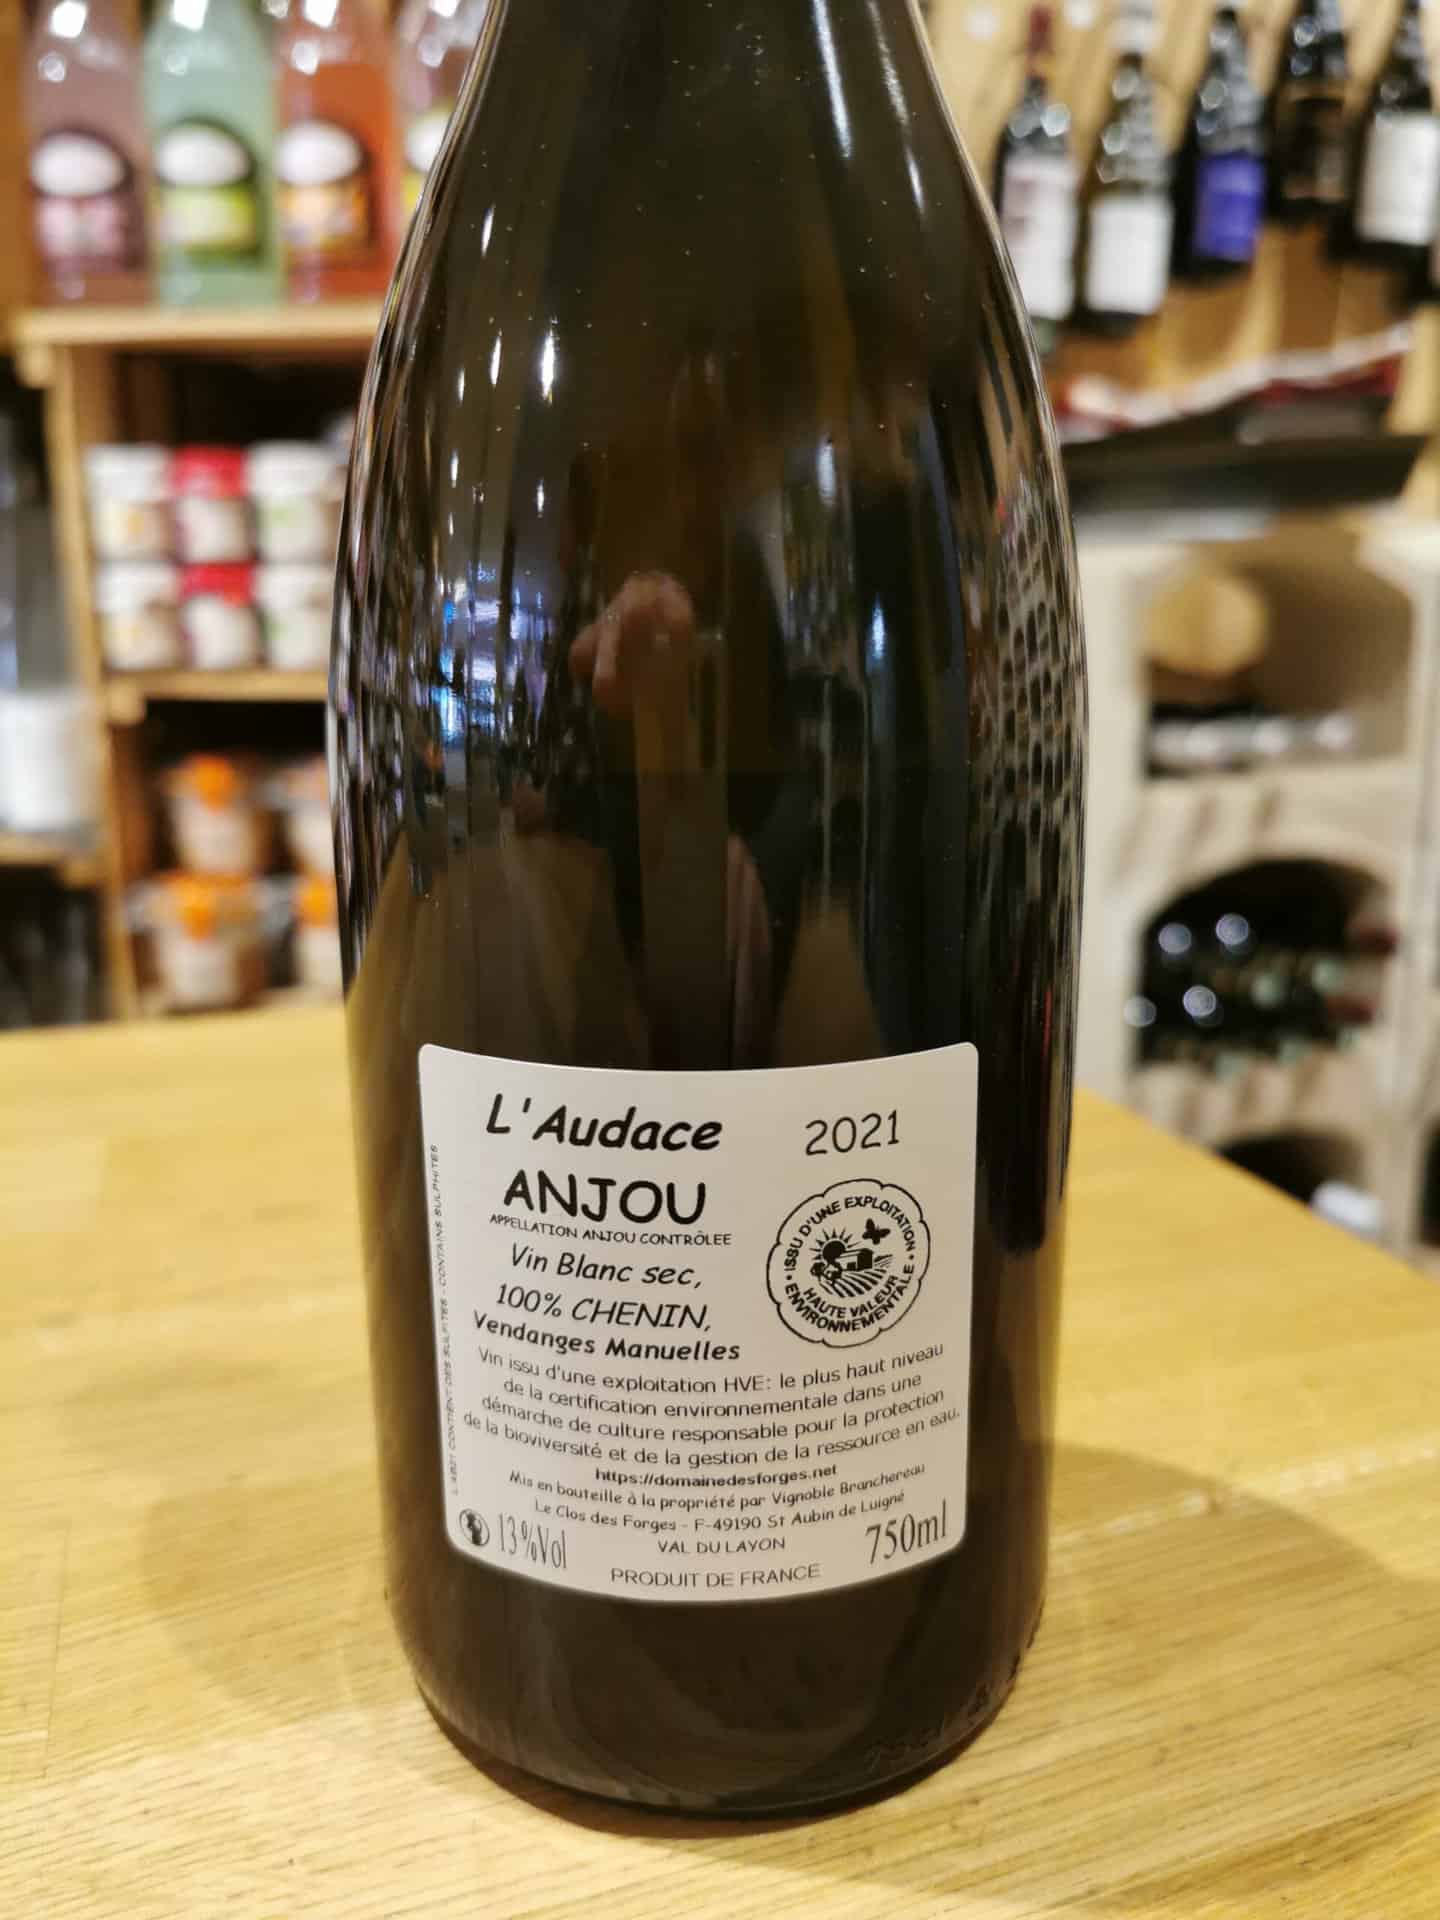 L'Audace
2021
ANJOU
APPELLATION ANJOU CONTRÔLEE
Vin Blanc sec,
100% CHENIN,
Vendanges Manuelles
ISSU D'UNE EXPLOITATION
HAUTE VALEUR
ENVIRONNEMENTALE
Vin issu d'une exploitation HVE: le plus haut niveau
de la certification environnementale dans une
démarche de culture responsable pour la protection
de la bioviversité et de la gestion de la ressource en eau.
https://domainedesforges.net
Mis en bouteille à la propriété par Vignoble Branchereau
Le Clos des Forges - F-49190 St Aubin de Luigné
VAL DU LAYON
13%Vol
750ml
PRODUIT DE FRANCE
CONTIENT DES SULFITES - CONTAINS SULPHITES